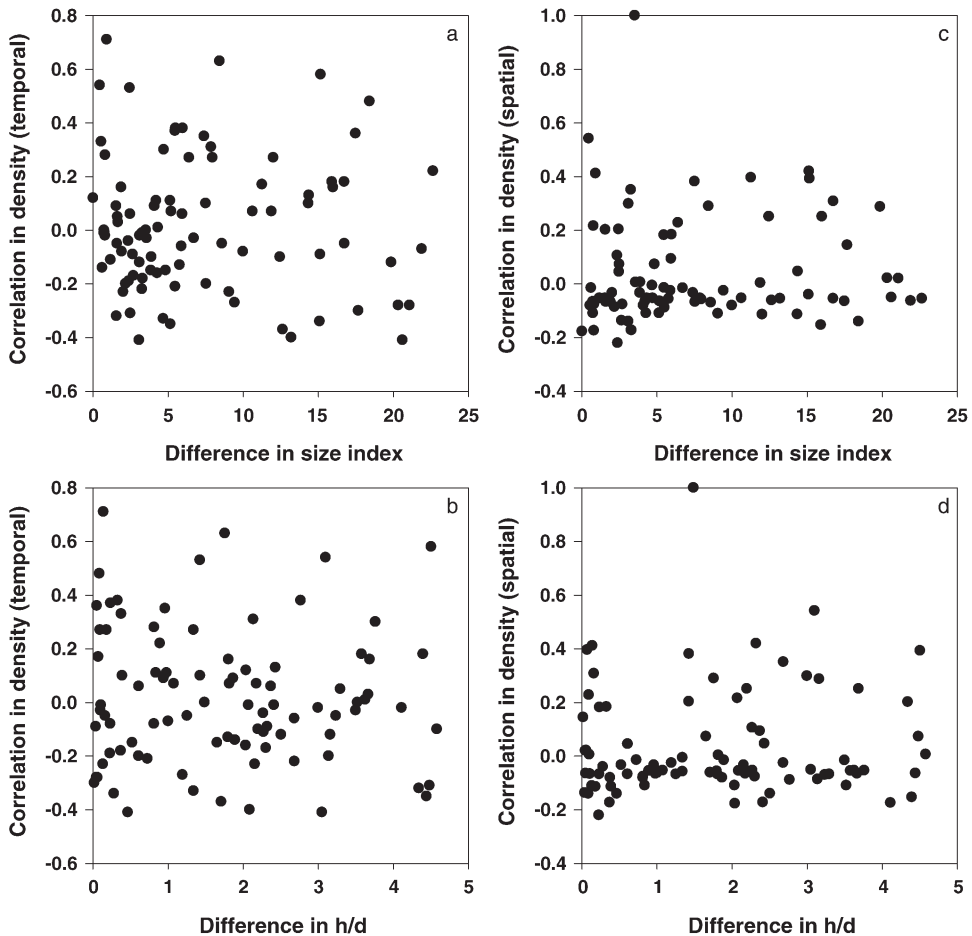 a
Correlation in density (temporal)
0.8
0.6
0.4
0.2
0.0
-0.2
-0.4
-0.6
0 5 10 15 20 25
Difference in size index
c
Correlation in density (spatial)
1.0
0.8
0.6
0.4
0.2
0.0
-0.2
-0.4
0 5 10 15 20 25
Difference in size index
b
Correlation in density (temporal)
0.8
0.6
0.4
0.2
0.0
-0.2
-0.4
-0.6
0 1 2 3 4 5
Difference in h/d
d
Correlation in density (spatial)
1.0
0.8
0.6
0.4
0.2
0.0
-0.2
-0.4
0 1 2 3 4 5
Difference in h/d